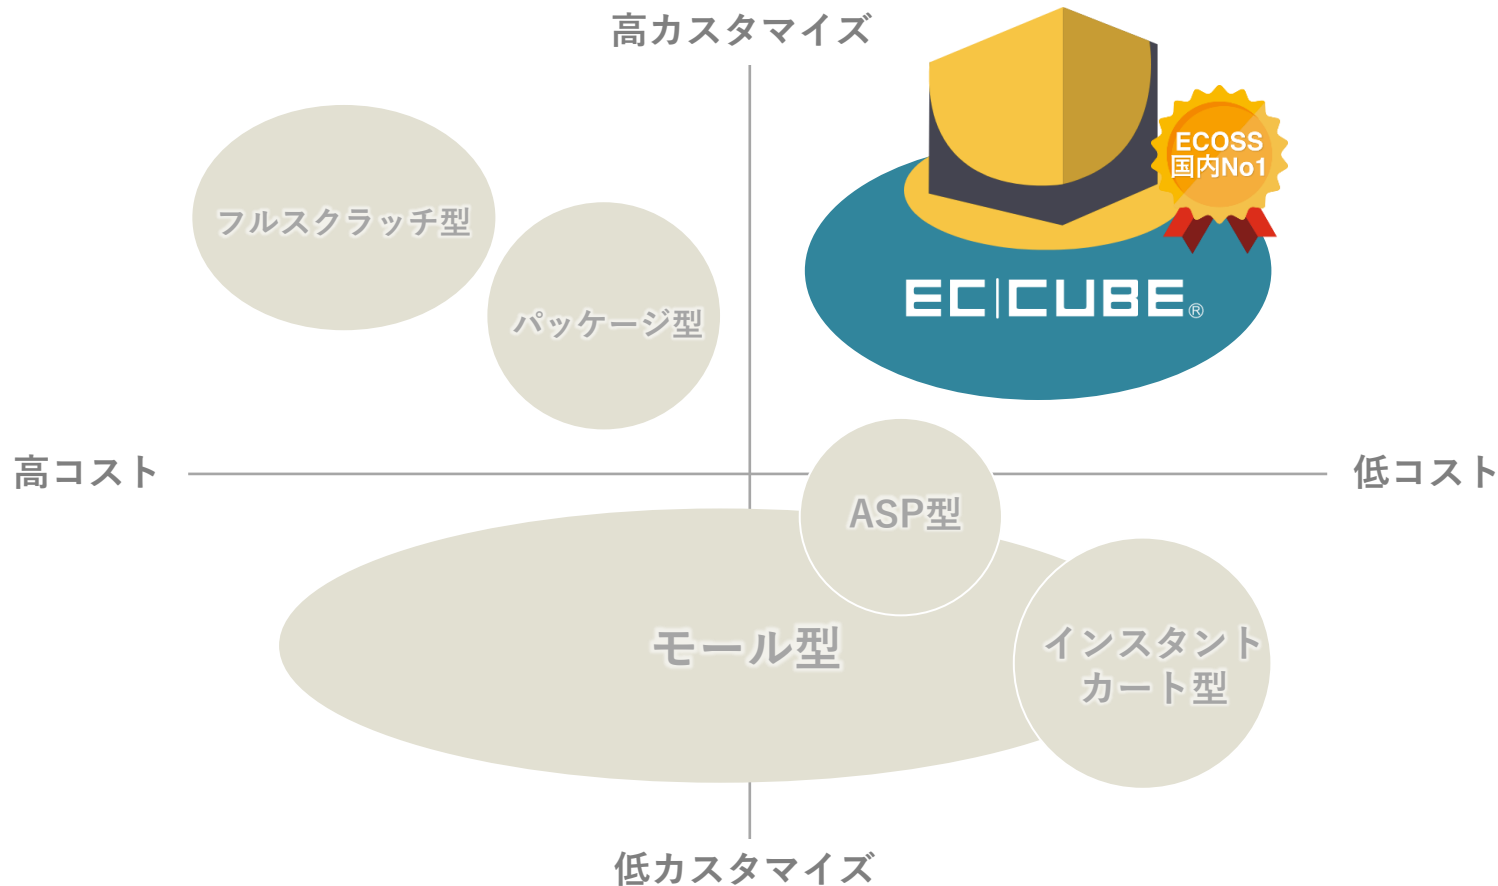 高カスタマイズ
ECOSS
国内No1
フルスクラッチ型
EC CUBE®
パッケージ型
高コスト
低コスト
ASP型
モール型
インスタント
カート型
低カスタマイズ